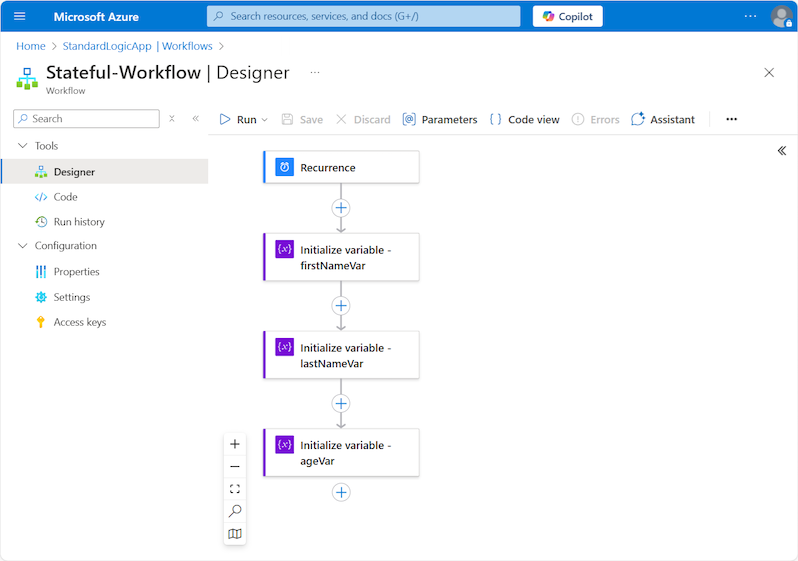 Microsoft Azure
Search resources, services, and docs (G+/)
Copilot
...
Home > StandardLogicApp | Workflows >
Stateful-Workflow | Designer ...
Workflow
Search
Run
Save
Discard
Parameters
Code view
Errors
Assistant
...
Tools
Designer
Code
Run history
Configuration
Properties
Settings
Access keys
Recurrence
Initialize variable -
firstNameVar
Initialize variable -
lastNameVar
Initialize variable -
ageVar